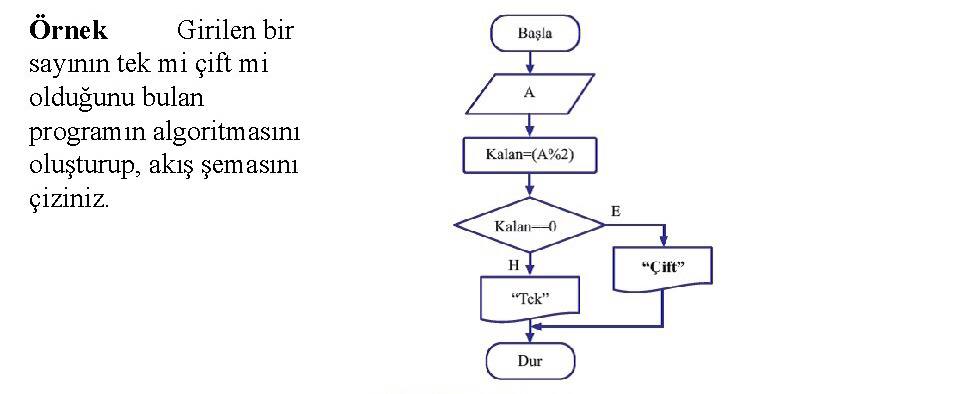 Örnek Girilen bir
sayının tek mi çift mi
olduğunu bulan
programın algoritmasını
oluşturup, akış şemasını
çiziniz.
Başla
A
Kalan=(A%2)
Kalan==0
E
H
“Çift”
“Tek”
Dur